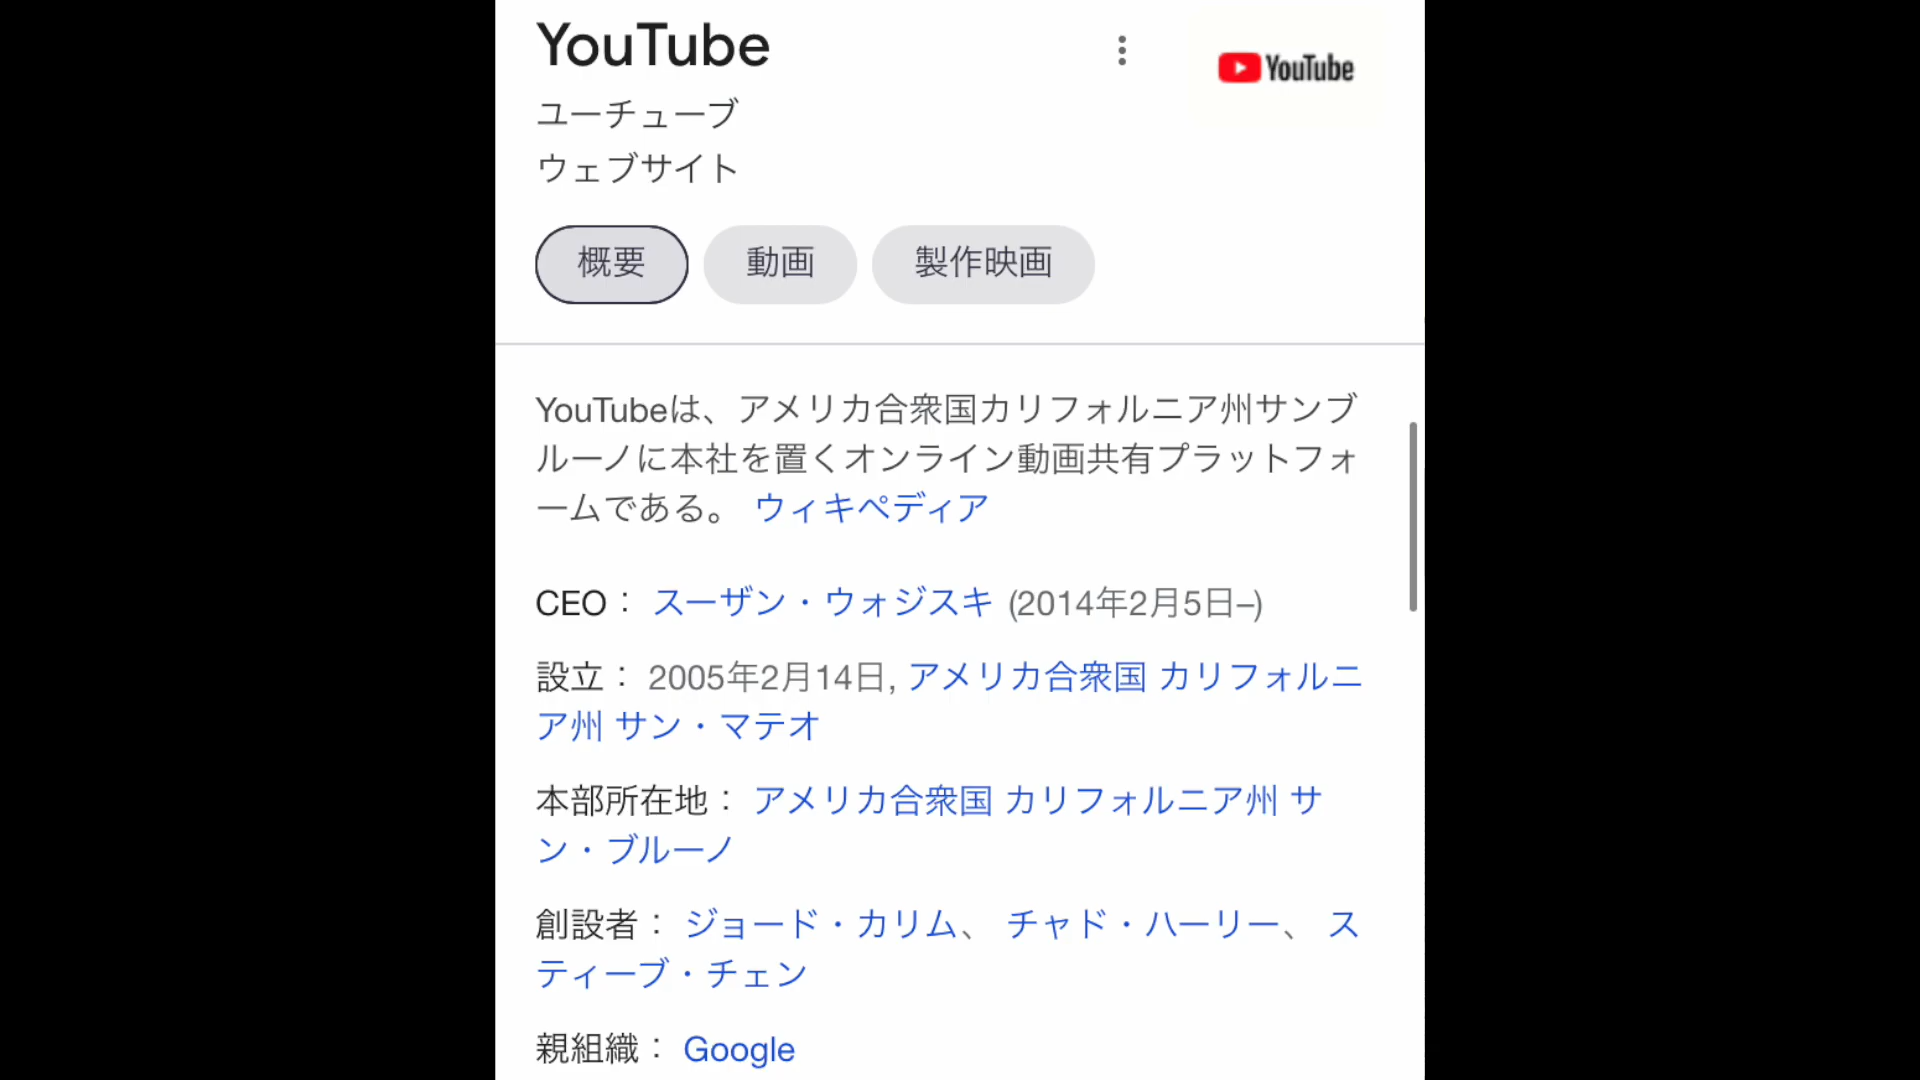 YouTube
YouTube
ユーチューブ
ウェブサイト
概要 動画 製作映画
YouTubeは、アメリカ合衆国カリフォルニア州サンブ
ルーノに本社を置くオンライン動画共有プラットフォ
ームである。 ウィキペディア
CEO： スーザン・ウォジスキ (2014年2月5日–)
設立： 2005年2月14日, アメリカ合衆国 カリフォルニ
ア州 サン・マテオ
本部所在地： アメリカ合衆国 カリフォルニア州 サ
ン・ブルーノ
創設者： ジョード・カリム、 チャド・ハーリー、 ス
ティーブ・チェン
親組織： Google